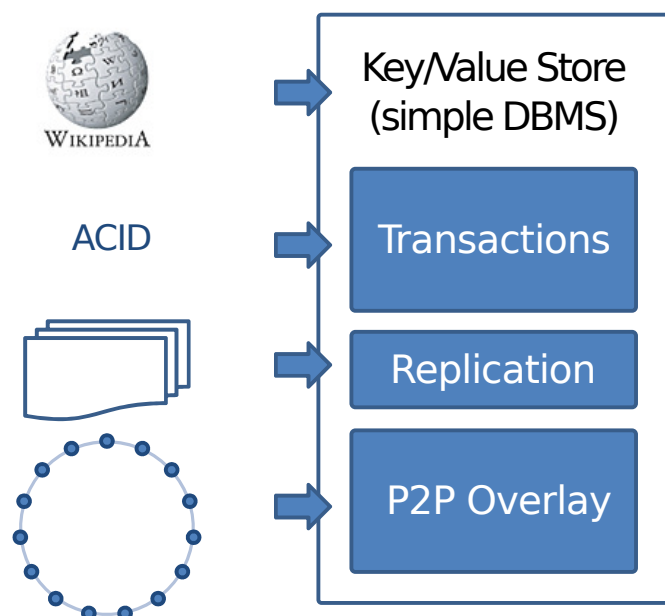 WIKIPEDIA
Key/Value Store
(simple DBMS)
ACID
Transactions
Replication
P2P Overlay